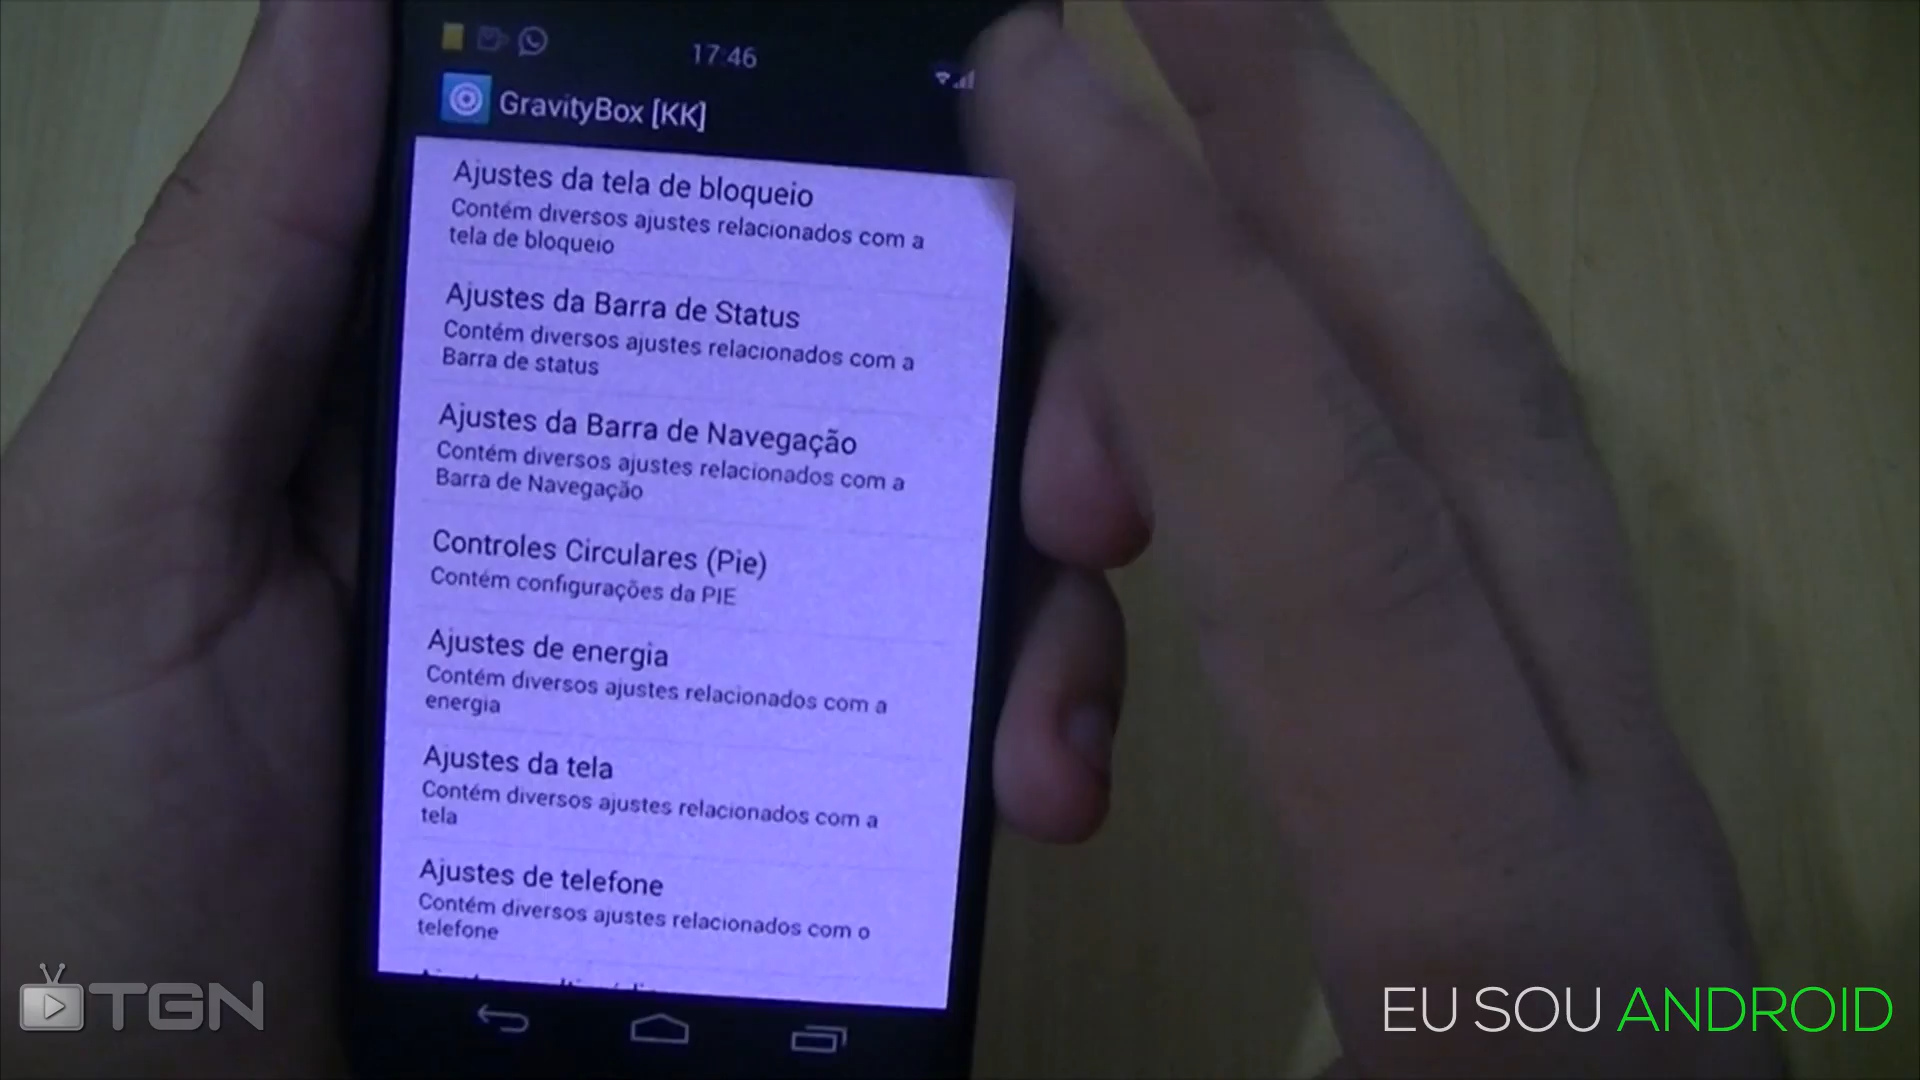 17:46
GravityBox [KK]
Ajustes da tela de bloqueio
Contém diversos ajustes relacionados com a
tela de bloqueio
Ajustes da Barra de Status
Contém diversos ajustes relacionados com a
Barra de status
Ajustes da Barra de Navegação
Contém diversos ajustes relacionados com a
Barra de Navegação
Controles Circulares (Pie)
Contém configurações da PIE
Ajustes de energia
Contém diversos ajustes relacionados com a
energia
Ajustes da tela
Contém diversos ajustes relacionados com a
tela
Ajustes de telefone
Contém diversos ajustes relacionados com o
telefone
TGN
EU SOU ANDROID